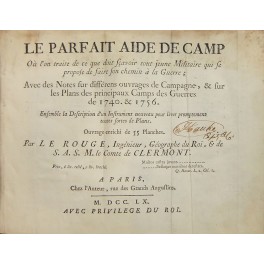 LE PARFAIT AIDE DE CAMP
Où l'on traite de ce que doit sçavoir tout jeune Militaire qui se
propose de faire son chemin à la Guerre;
Avec des Notes sur différens ouvrages de Campagne, & sur
les Plans des principaux Camps des Guerres
de 1740. & 1756.
Ensemble la Description d'un Instrument nouveau pour lever promptement
toutes sortes de Plans.
Ouvrage enrichi de 55 Planches.
Par LE ROUGE, Ingénieur, Géographe du Roi, & de
S. A. S. M. le Comte de CLERMONT.
A PARIS,
Chez l'Auteur, rue des Grands Augustins.
M. DCC. LX.
AVEC PRIVILEGE DU ROI.